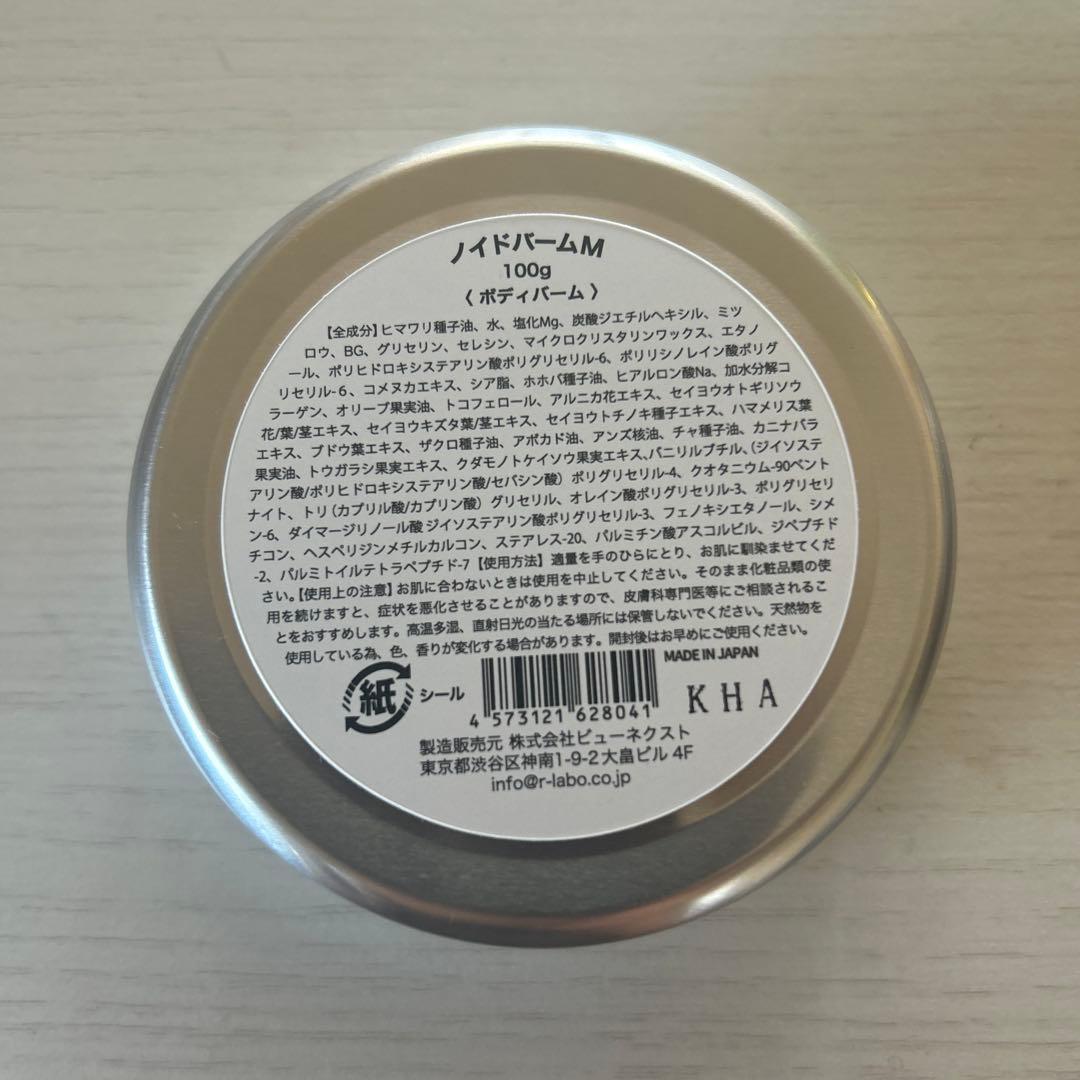 ノイドバームM
100g
〈 ボディバーム 〉
【全成分】ヒマワリ種子油、水、塩化Mg、炭酸ジエチルヘキシル、ミツ
ロウ、BG、グリセリン、セレシン、マイクロクリスタリンワックス、エタノ
ール、ポリヒドロキシステアリン酸ポリグリセリル-6、ポリリシノレイン酸ポリグ
リセリル-6、コメヌカエキス、シア脂、ホホバ種子油、ヒアルロン酸Na、加水分解コ
ラーゲン、オリーブ果実油、トコフェロール、アルニカ花エキス、セイヨウオトギリソウ
花/葉/茎エキス、セイヨウキズタ葉/茎エキス、セイヨウトチノキ種子エキス、ハマメリス葉
エキス、ブドウ葉エキス、ザクロ種子油、アボカド油、アンズ核油、チャ種子油、カニナバラ
果実油、トウガラシ果実エキス、クダモノトケイソウ果実エキス、バニリルブチル、（ジイソステ
アリン酸/ポリヒドロキシステアリン酸/セバシン酸）ポリグリセリル-4、クオタニウム-90ベント
ナイト、トリ（カプリル酸/カプリン酸）グリセリル、オレイン酸ポリグリセリル-3、ポリグリセリ
ン-6、ダイマージリノール酸 ジイソステアリン酸ポリグリセリル-3、フェノキシエタノール、シメ
チコン、ヘスペリジンメチルカルコン、ステアレス-20、パルミチン酸アスコルビル、ジペプチド
-2、パルミトイルテトラペプチド-7【使用方法】適量を手のひらにとり、お肌に馴染ませてくだ
さい。【使用上の注意】お肌に合わないときは使用を中止してください。そのまま化粧品類の使
用を続けますと、症状を悪化させることがありますので、皮膚科専門医等にご相談されるこ
とをおすすめします。高温多湿、直射日光の当たる場所には保管しないでください。天然物を
使用している為、色、香りが変化する場合があります。開封後はお早めにご使用ください。
MADE IN JAPAN
紙 シール
4 573121 628041
KHA
製造販売元 株式会社ビューネクスト
東京都渋谷区神南1-9-2大畠ビル 4F
info@r-labo.co.jp